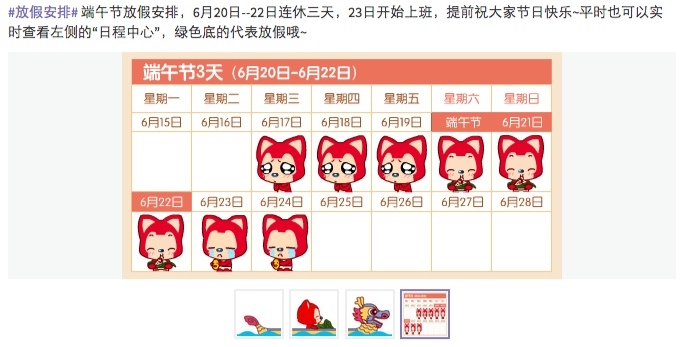 #放假安排# 端午节放假安排，6月20日--22日连休三天，23日开始上班，提前祝大家节日快乐~平时也可以实
时查看左侧的“日程中心”，绿色底的代表放假哦~
端午节3天（6月20日-6月22日）
星期一 星期二 星期三 星期四 星期五 星期六 星期日
6月15日 6月16日 6月17日 6月18日 6月19日 端午节 6月21日
6月22日 6月23日 6月24日 6月25日 6月26日 6月27日 6月28日